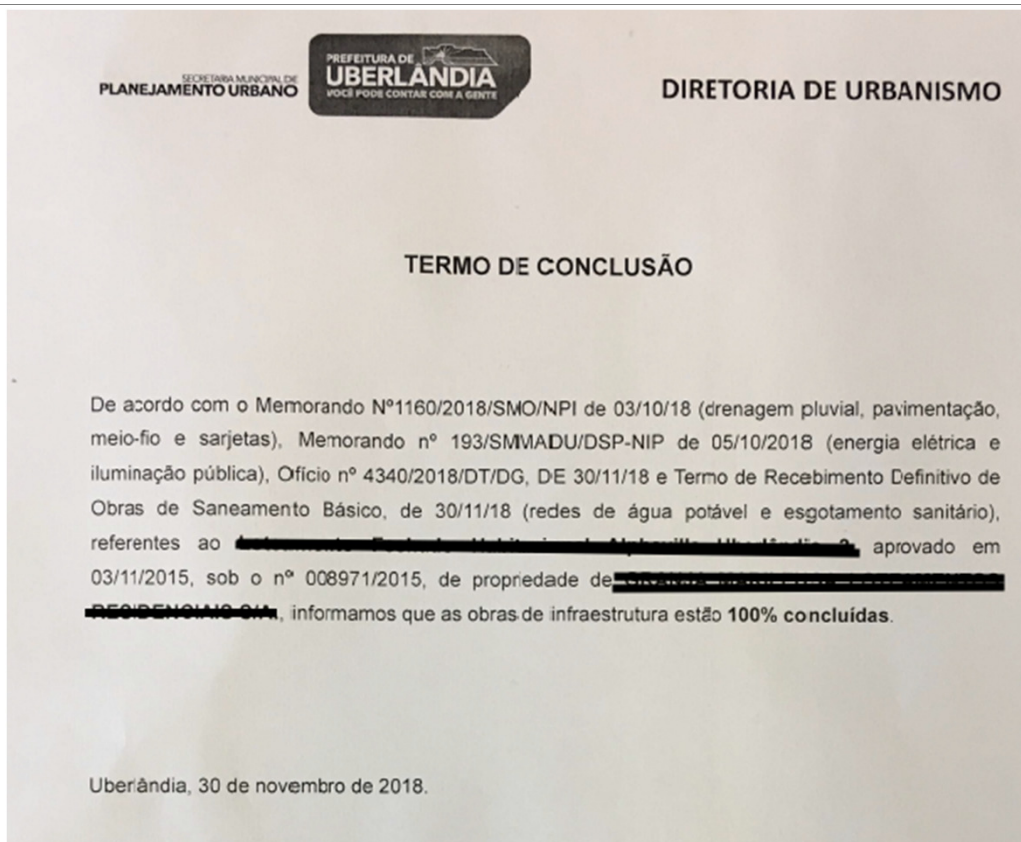 SECRETARIA MUNICIPAL DE
PLANEJAMENTO URBANO
PREFEITURA DE
UBERLÂNDIA
VOCÊ PODE CONTAR COM A GENTE
DIRETORIA DE URBANISMO
TERMO DE CONCLUSÃO
De acordo com o Memorando Nº1160/2018/SMO/NPI de 03/10/18 (drenagem pluvial, pavimentação,
meio-fio e sarjetas), Memorando nº 193/SMMADU/DSP-NIP de 05/10/2018 (energia elétrica e
iluminação pública), Ofício nº 4340/2018/DT/DG, DE 30/11/18 e Termo de Recebimento Definitivo de
Obras de Saneamento Básico, de 30/11/18 (redes de água potável e esgotamento sanitário),
referentes ao , aprovado em
03/11/2015, sob o nº 008971/2015, de propriedade de
, informamos que as obras de infraestrutura estão 100% concluídas.
Uberlândia, 30 de novembro de 2018.